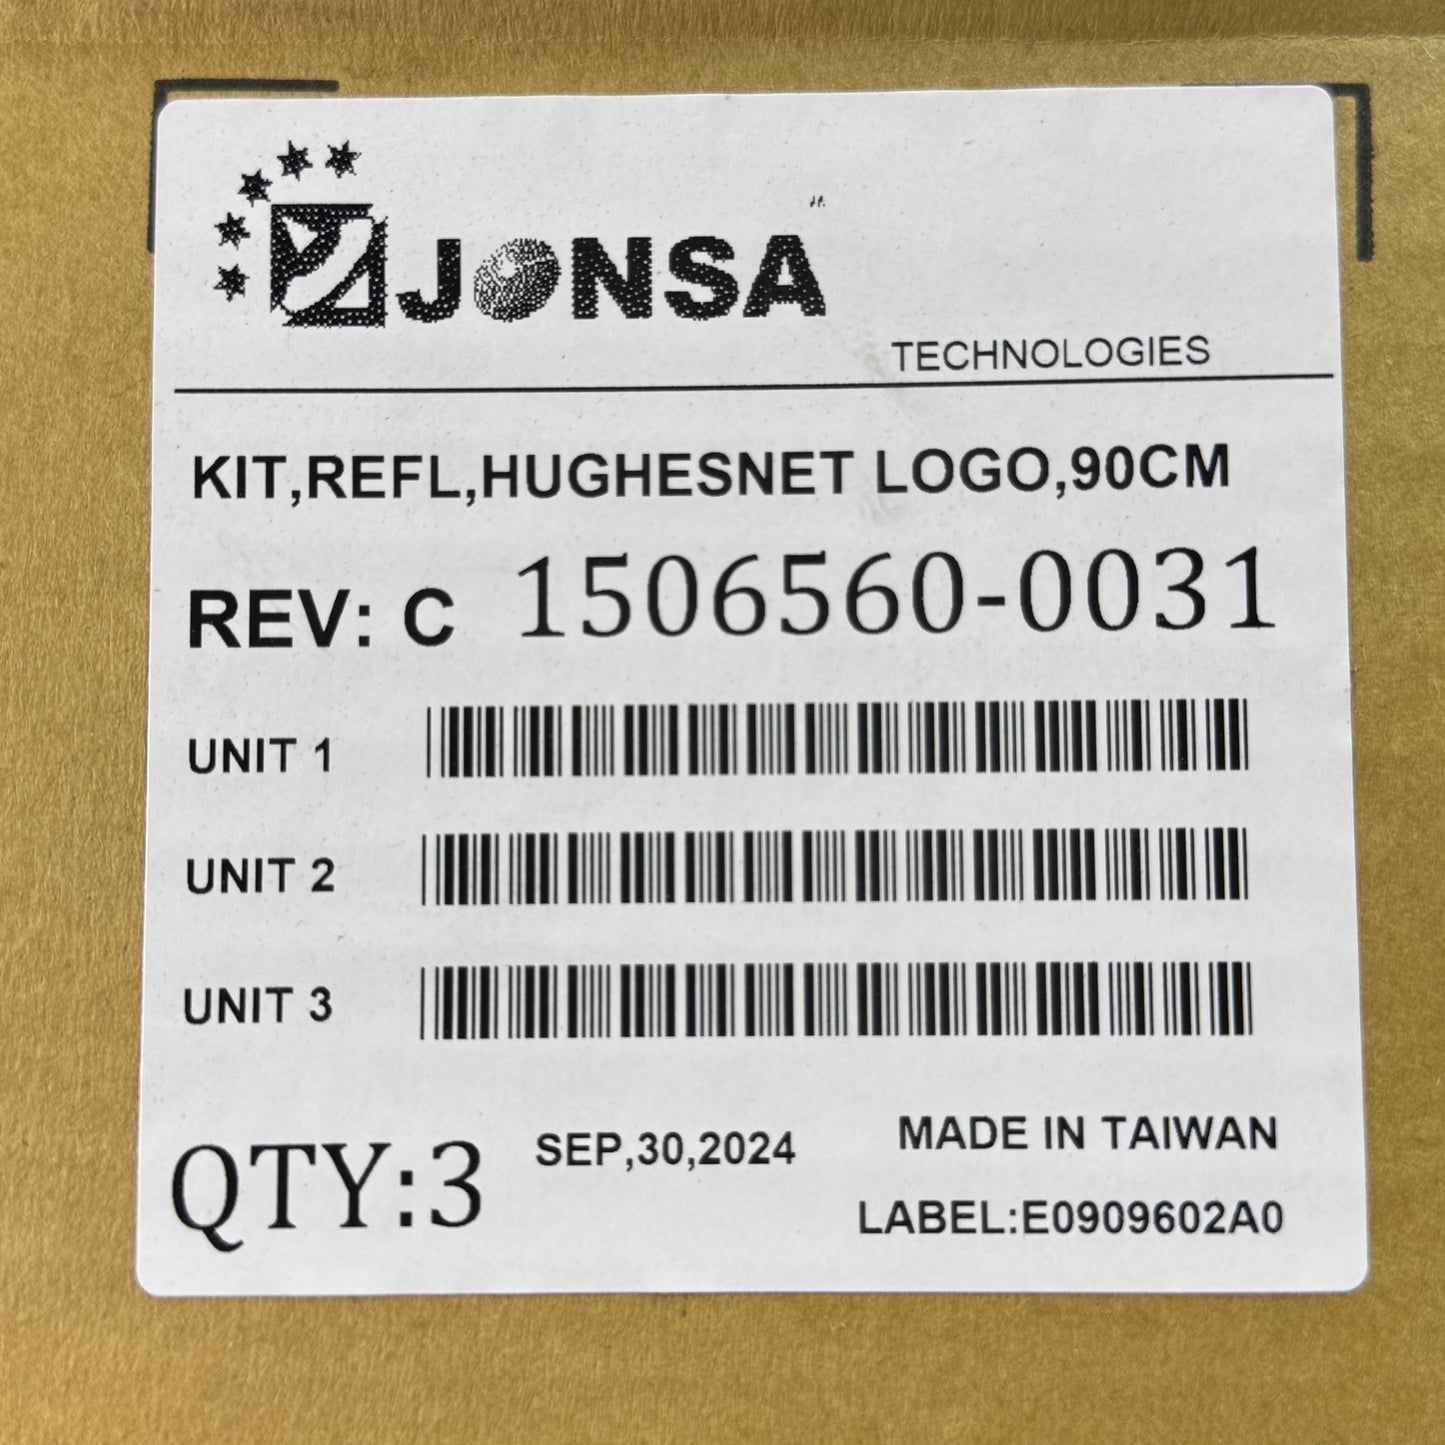 JONSA
TECHNOLOGIES
KIT,REFL,HUGHESNET LOGO,90CM
REV: C 1506560-0031
UNIT 1
UNIT 2
UNIT 3
QTY:3 SEP,30,2024 MADE IN TAIWAN
LABEL:E0909602A0